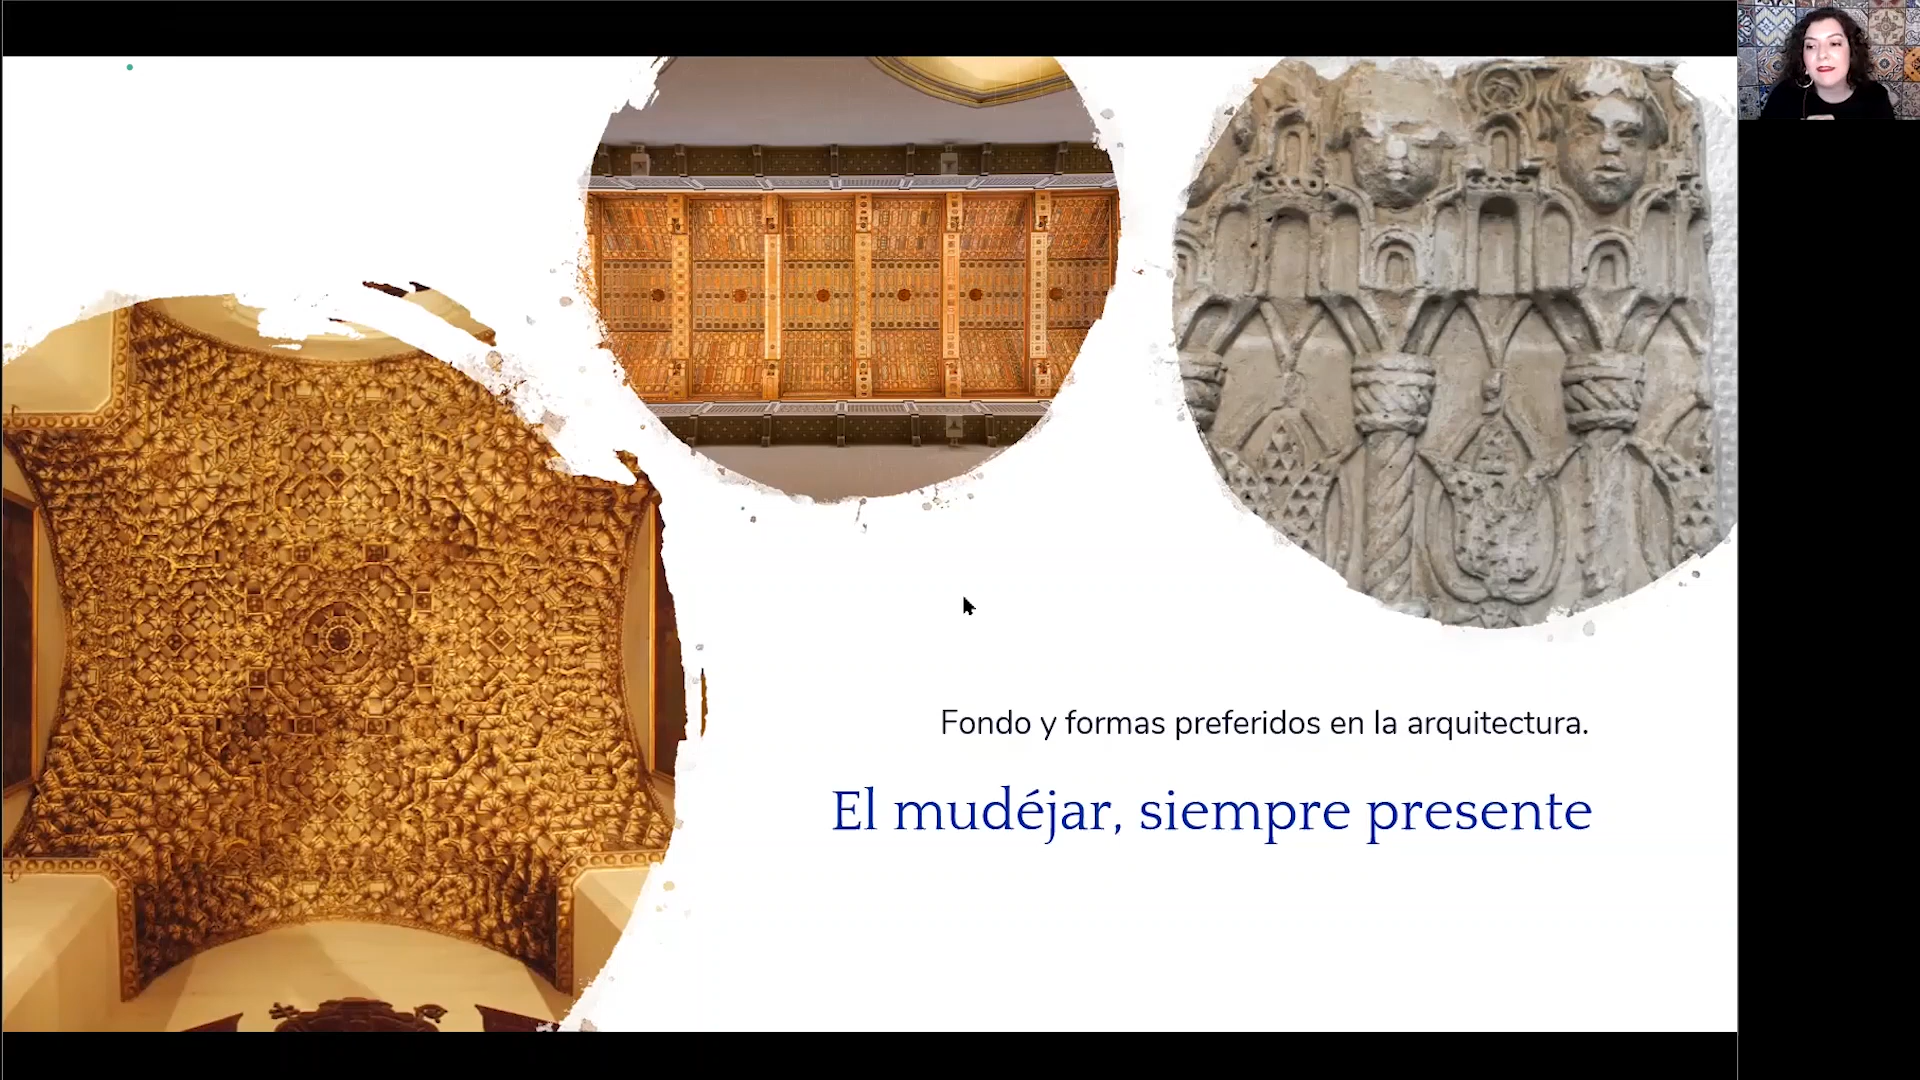 Fondo y formas preferidos en la arquitectura.
El mudéjar, siempre presente